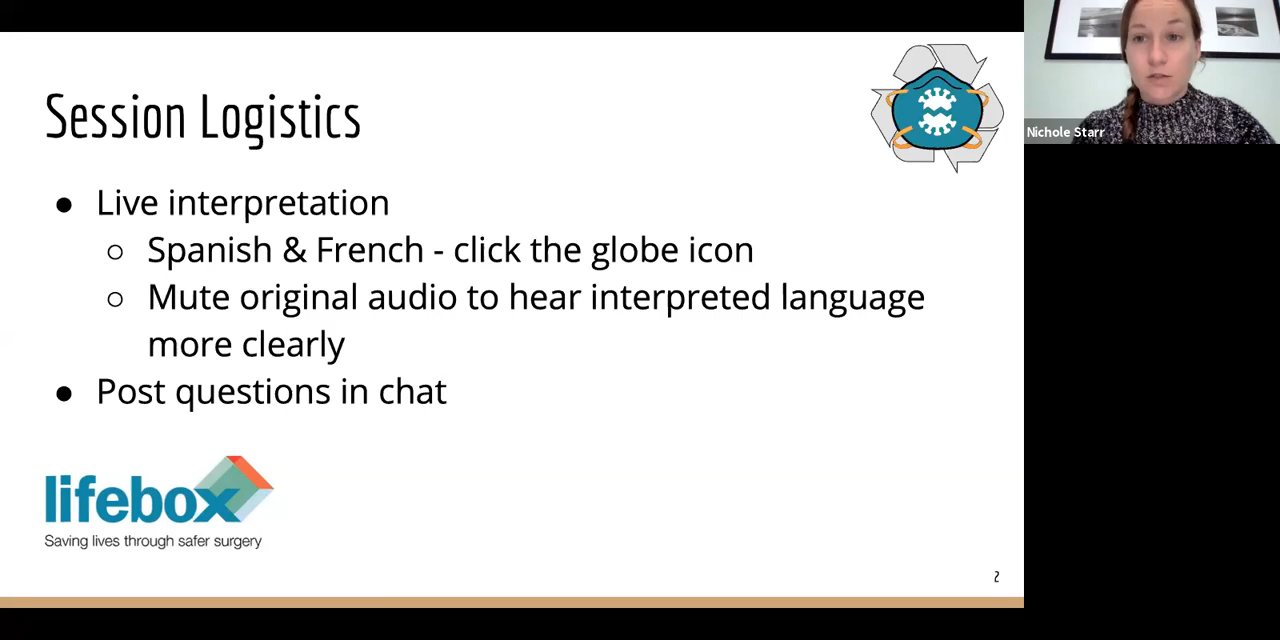 Session Logistics
Nichole Starr
● Live interpretation
○ Spanish & French - click the globe icon
○ Mute original audio to hear interpreted language
more clearly
● Post questions in chat
lifebox
Saving lives through safer surgery
2